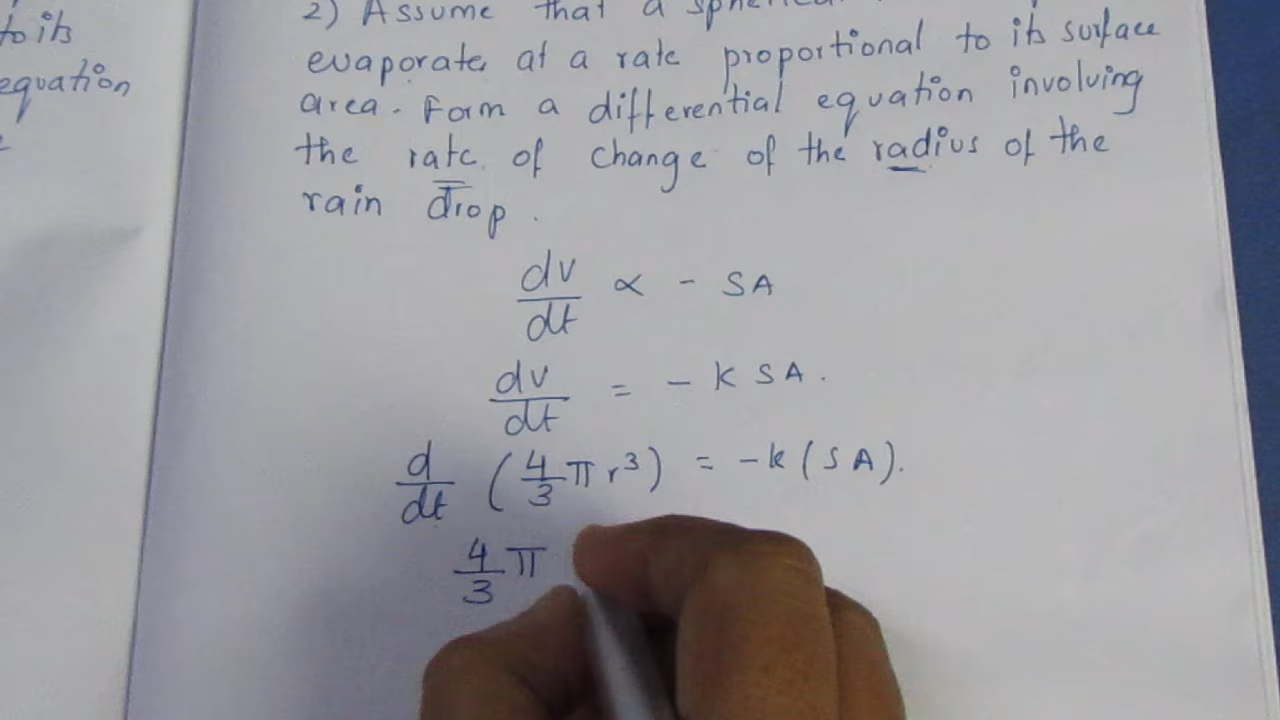 to its
equation
2) Assume that a spherical
evaporate at a rate proportional to its surface
area. Form a differential equation involving
the rate of change of the radius of the
rain drop.
dv/dt ∝ - SA
dv/dt = - k SA.
d/dt (4/3 π r³) = -k (SA).
4/3 π